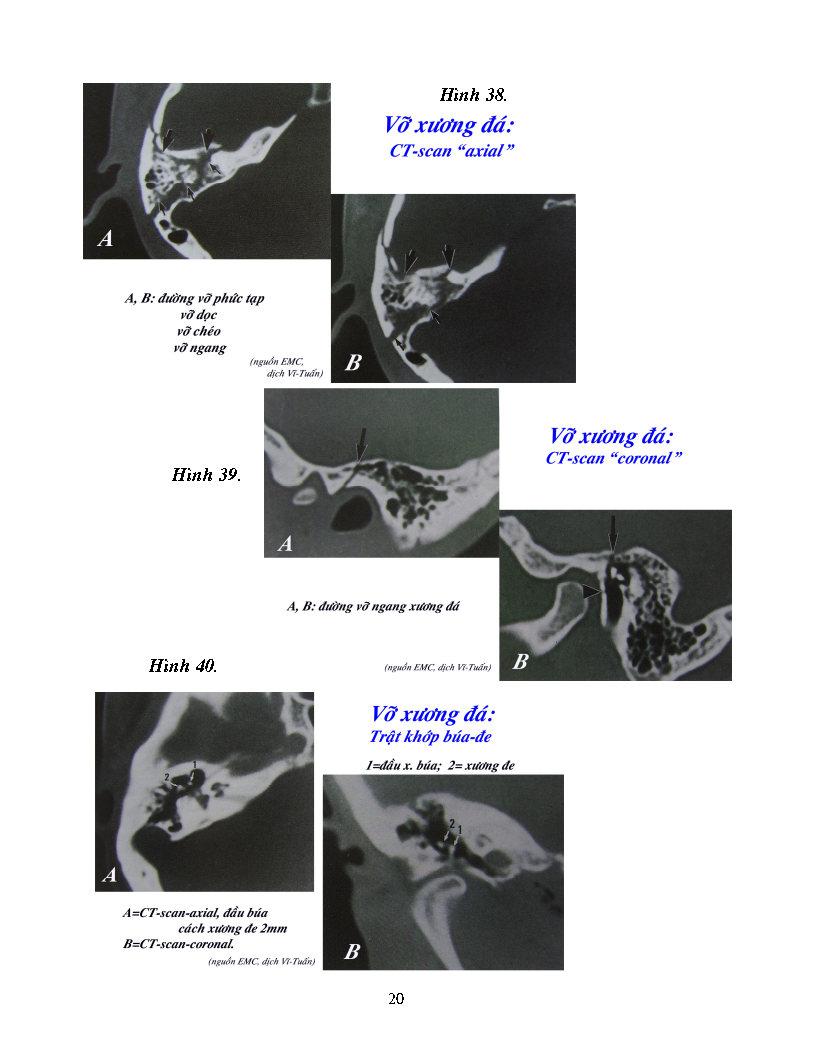 Hình 38.
Vỡ xương đá:
CT-scan “axial”
A
B
A, B: đường vỡ phức tạp
vỡ dọc
vỡ chéo
vỡ ngang
(nguồn EMC,
dịch Vĩ-Tuấn)
Hình 39.
Vỡ xương đá:
CT-scan “coronal”
A
B
A, B: đường vỡ ngang xương đá
(nguồn EMC, dịch Vĩ-Tuấn)
Hình 40.
Vỡ xương đá:
Trật khớp búa-đe
1=đầu x. búa; 2= xương đe
1
2
A
2
1
B
A=CT-scan-axial, đầu búa
cách xương đe 2mm
B=CT-scan-coronal.
(nguồn EMC, dịch Vĩ-Tuấn)
20